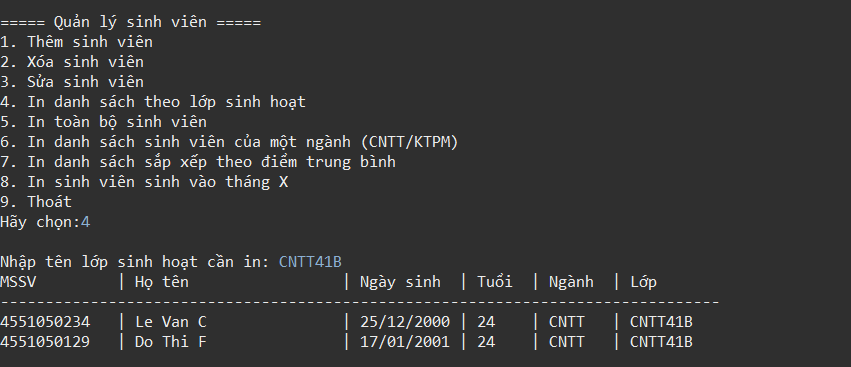 ===== Quản lý sinh viên =====
1. Thêm sinh viên
2. Xóa sinh viên
3. Sửa sinh viên
4. In danh sách theo lớp sinh hoạt
5. In toàn bộ sinh viên
6. In danh sách sinh viên của một ngành (CNTT/KTPM)
7. In danh sách sắp xếp theo điểm trung bình
8. In sinh viên sinh vào tháng X
9. Thoát
Hãy chọn:4
Nhập tên lớp sinh hoạt cần in: CNTT41B
MSSV | Họ tên | Ngày sinh | Tuổi | Ngành | Lớp
--------------------------------------------------------------------------------
4551050234 | Le Van C | 25/12/2000 | 24 | CNTT | CNTT41B
4551050129 | Do Thi F | 17/01/2001 | 24 | CNTT | CNTT41B